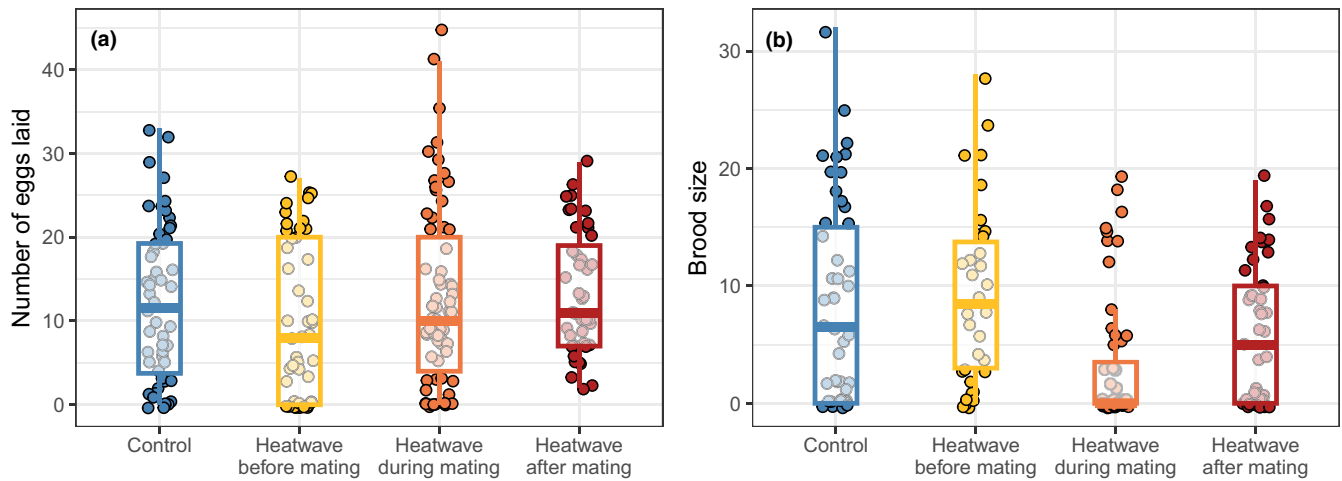 (a)
Number of eggs laid
40
30
20
10
0
Control
Heatwave
before mating
Heatwave
during mating
Heatwave
after mating
(b)
Brood size
30
20
10
0
Control
Heatwave
before mating
Heatwave
during mating
Heatwave
after mating